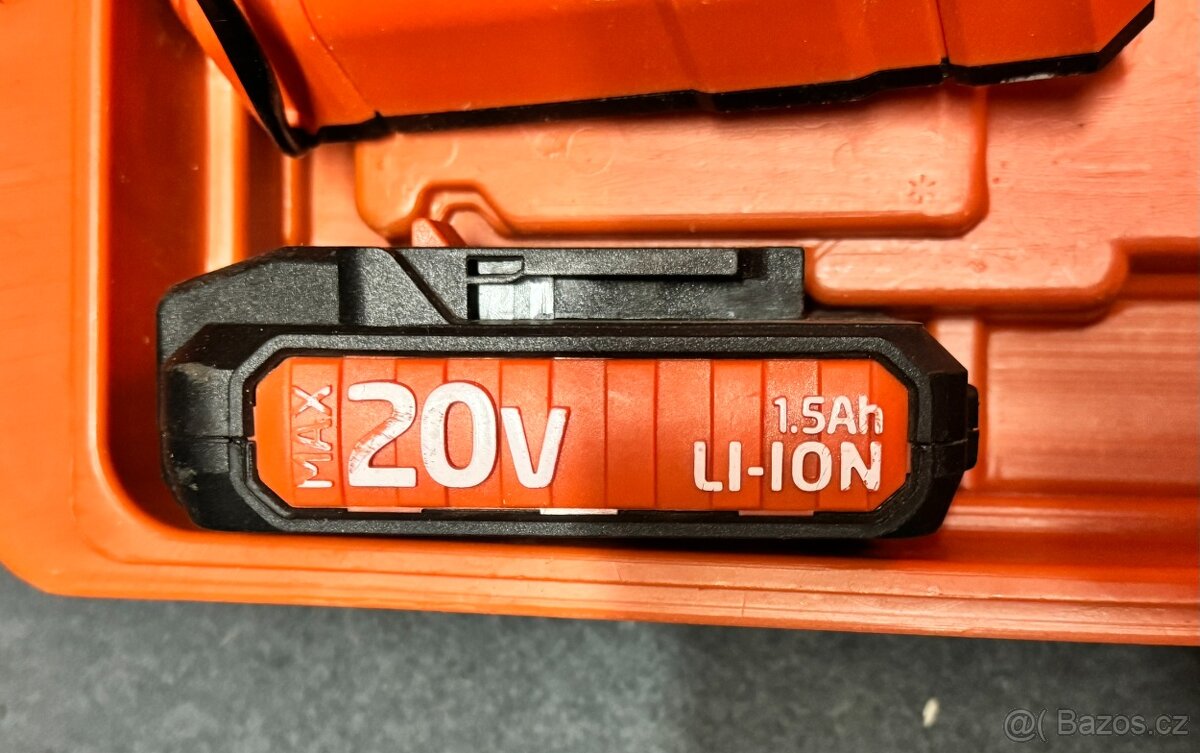 MAX
20V
1.5Ah
LI-ION
@( Bazos.cz